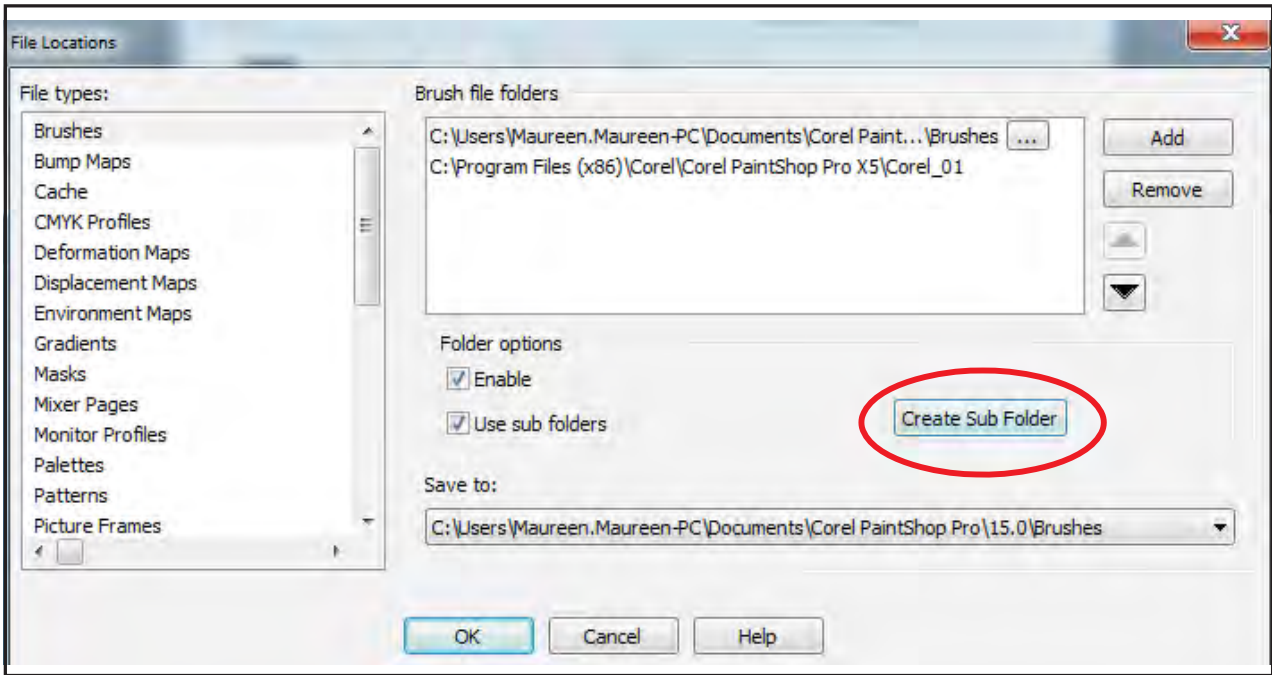 File Locations
File types:
Brushes
Bump Maps
Cache
CMYK Profiles
Deformation Maps
Displacement Maps
Environment Maps
Gradients
Masks
Mixer Pages
Monitor Profiles
Palettes
Patterns
Picture Frames
Brush file folders
C:\Users\Maureen.Maureen-PC\Documents\Corel Paint...\Brushes ...
C:\Program Files (x86)\Corel\Corel PaintShop Pro X5\Corel_01
Add
Remove
Folder options
Enable
Use sub folders
Create Sub Folder
Save to:
C:\Users\Maureen.Maureen-PC\Documents\Corel PaintShop Pro\15.0\Brushes
OK Cancel Help